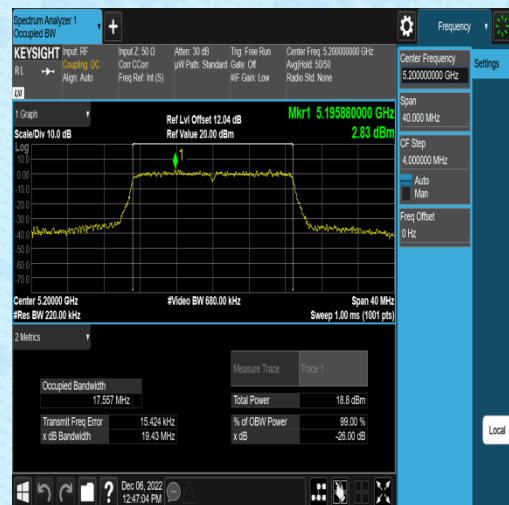 Spectrum Analyzer 1
Occupied BW
Frequency
KEYSIGHT
R L
LXI
Input: RF
Coupling: DC
Align: Auto
Input Z: 50 Ω
Corr CCorr
Freq Ref: Int (S)
Atten: 30 dB
µW Path: Standard
Trig: Free Run
Gate: Off
#IF Gain: Low
Center Freq: 5.200000000 GHz
Avg|Hold: 50/50
Radio Std: None
Center Frequency
5.200000000 GHz
Settings
Span
40.000 MHz
CF Step
4.000000 MHz
Auto
Man
Freq Offset
0 Hz
Local
1 Graph
Scale/Div 10.0 dB
Ref Lvl Offset 12.04 dB
Ref Value 20.00 dBm
Mkr1 5.195880000 GHz
2.83 dBm
Log
10.0
0.00
-10.0
-20.0
-30.0
-40.0
-50.0
-60.0
-70.0
1
Center 5.20000 GHz
#Res BW 220.00 kHz
#Video BW 680.00 kHz
Span 40 MHz
Sweep 1.00 ms (1001 pts)
2 Metrics
Measure Trace
Trace 1
Occupied Bandwidth
17.557 MHz
Total Power
18.8 dBm
Transmit Freq Error
15.424 kHz
% of OBW Power
99.00 %
x dB Bandwidth
19.43 MHz
x dB
-26.00 dB
?
Dec 06, 2022
12:47:04 PM